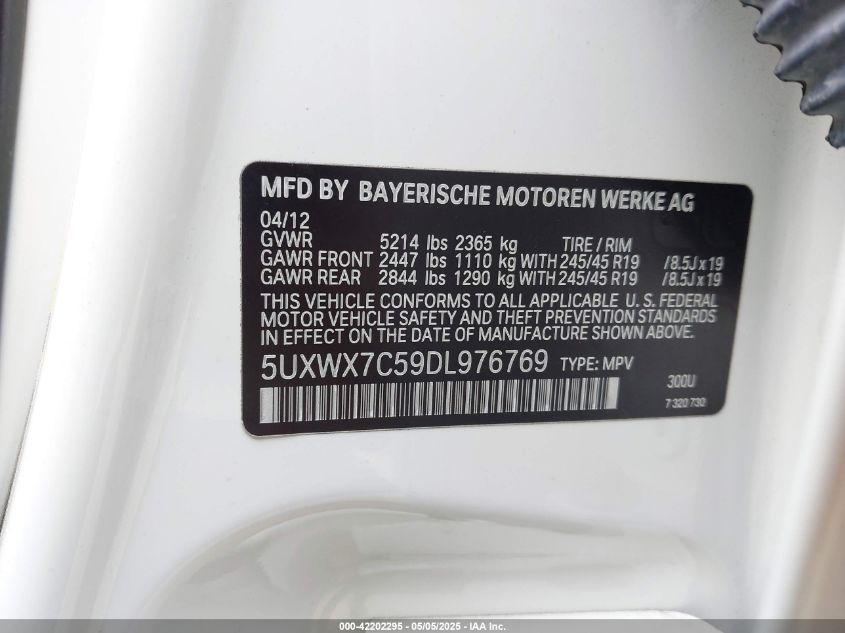 MFD BY BAYERISCHE MOTOREN WERKE AG
04/12
GVWR 5214 lbs 2365 kg TIRE / RIM
GAWR FRONT 2447 lbs 1110 kg WITH 245/45 R19 /8.5J x 19
GAWR REAR 2844 lbs 1290 kg WITH 245/45 R19 /8.5J x 19
THIS VEHICLE CONFORMS TO ALL APPLICABLE U. S. FEDERAL
MOTOR VEHICLE SAFETY AND THEFT PREVENTION STANDARDS
IN EFFECT ON THE DATE OF MANUFACTURE SHOWN ABOVE.
5UXWX7C59DL976769 TYPE: MPV
300U
7 320 730
000-42202295 - 05/05/2025 - IAA Inc.